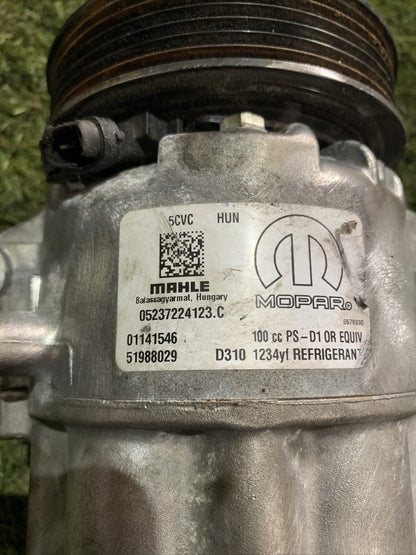 5CVC HUN
MAHLE
Balassagyarmat, Hungary
MOPAR®
05237224123.C
01141546 100 cc PS-D1 OR EQUIV
51988029 D310 1234yf REFRIGERANT